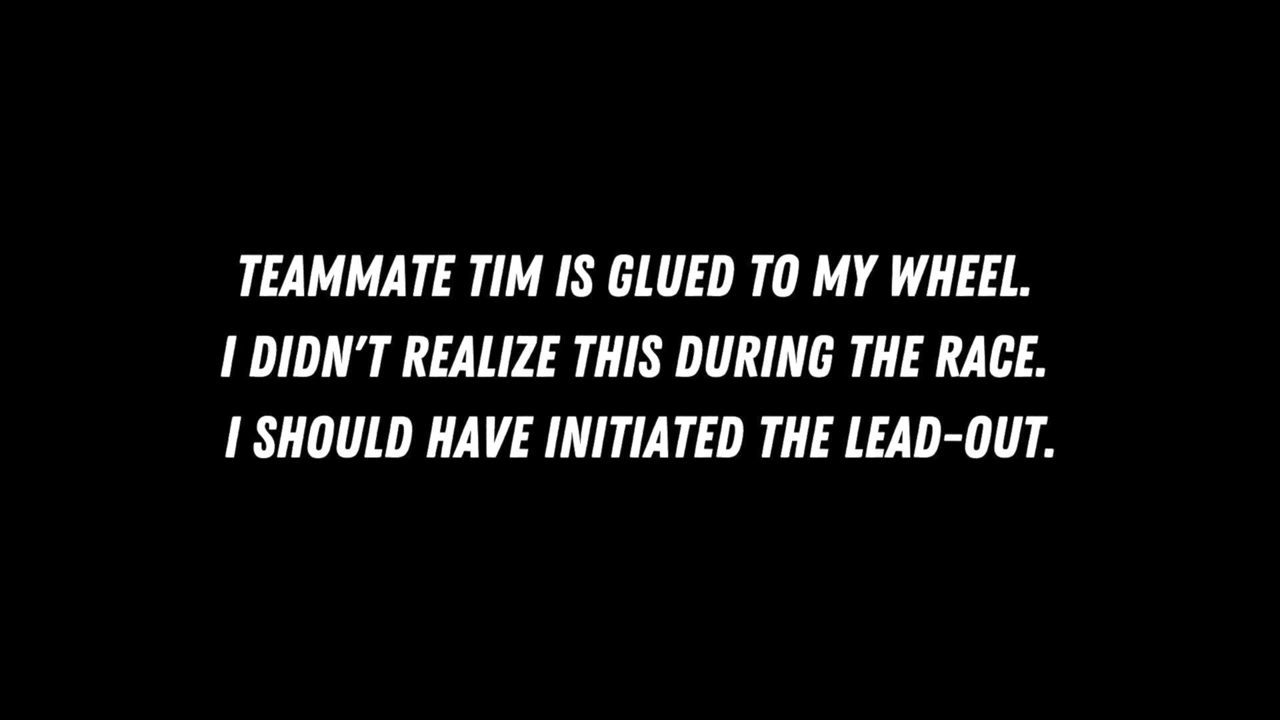 TEAMMATE TIM IS GLUED TO MY WHEEL.
I DIDN'T REALIZE THIS DURING THE RACE.
I SHOULD HAVE INITIATED THE LEAD-OUT.